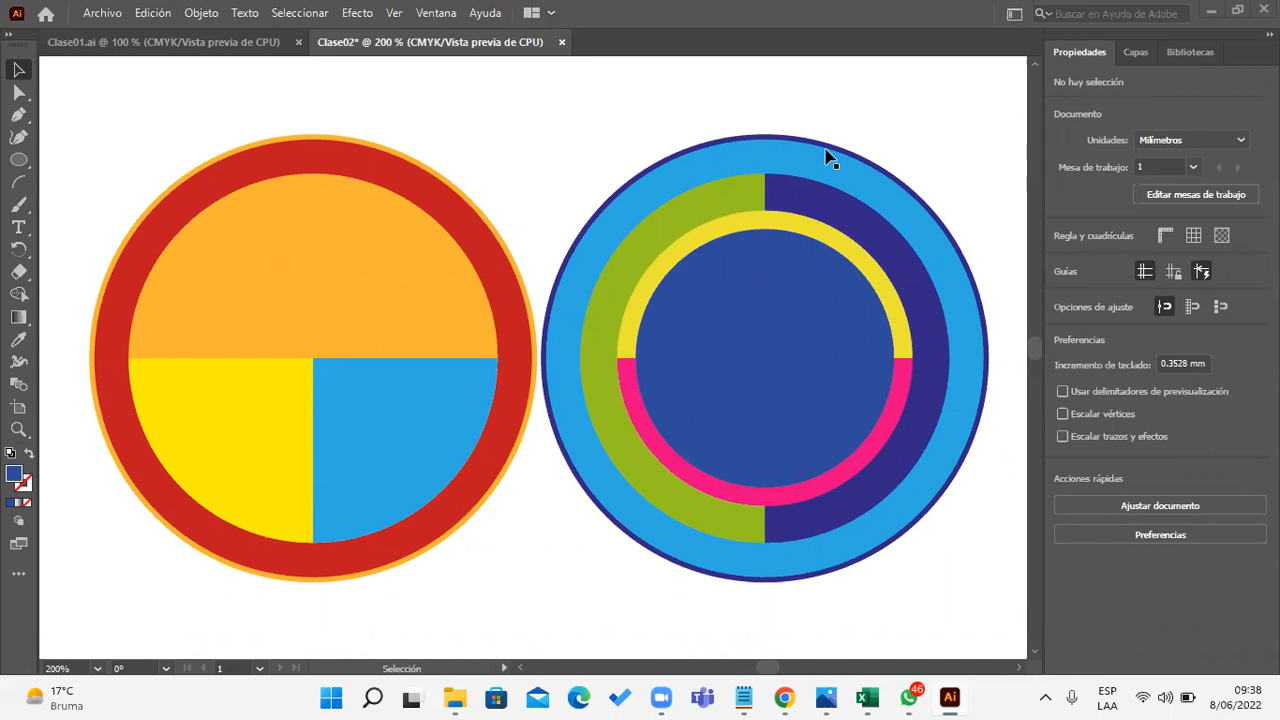 Ai Archivo Edición Objeto Texto Seleccionar Efecto Ver Ventana Ayuda Buscar en Ayuda de Adobe
Clase01.ai @ 100 % (CMYK/Vista previa de CPU) × Clase02* @ 200 % (CMYK/Vista previa de CPU) ×
Propiedades Capas Bibliotecas
No hay selección
Documento
Unidades: Milímetros
Mesa de trabajo: 1
Editar mesas de trabajo
Regla y cuadrículas
Guías
Opciones de ajuste
Preferencias
Incremento de teclado: 0.3528 mm
Usar delimitadores de previsualización
Escalar vértices
Escalar trazos y efectos
Acciones rápidas
Ajustar documento
Preferencias
200% 0° 1 Selección
17°C
Bruma
46
Ai
ESP
LAA
09:38
8/06/2022